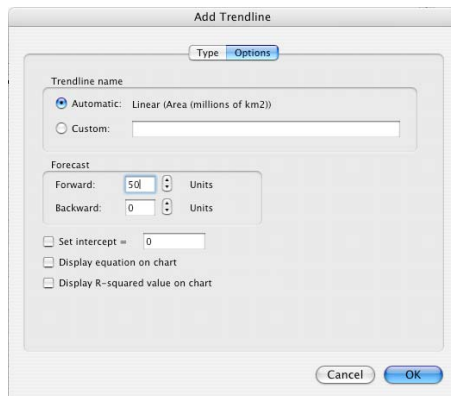 Add Trendline
Type Options
Trendline name
Automatic: Linear (Area (millions of km2))
Custom:
Forecast
Forward: 50 Units
Backward: 0 Units
Set intercept = 0
Display equation on chart
Display R-squared value on chart
Cancel OK